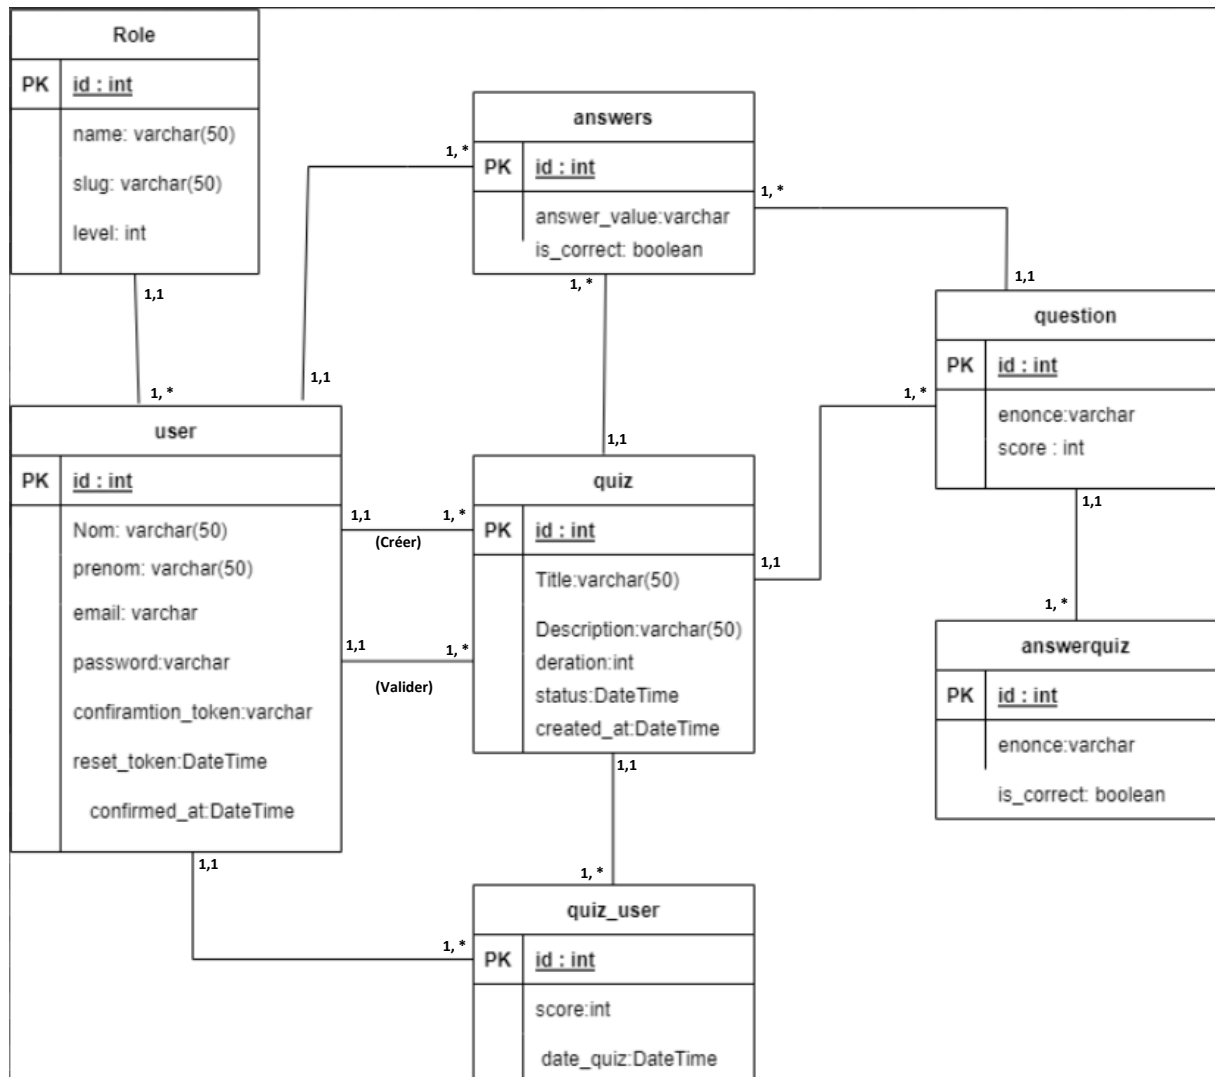 Role
PK id : int
name: varchar(50)
slug: varchar(50)
level: int
1,1
1, *
answers
PK id : int
answer_value:varchar
is_correct: boolean
1, *
1,1
1, *
1,1
1, *
1,1
question
PK id : int
enonce:varchar
score : int
1,1
1, *
user
PK id : int
Nom: varchar(50)
prenom: varchar(50)
email: varchar
password:varchar
confiramtion_token:varchar
reset_token:DateTime
confirmed_at:DateTime
1,1
1, *
(Créer)
1,1
1, *
(Valider)
quiz
PK id : int
Title:varchar(50)
Description:varchar(50)
deration:int
status:DateTime
created_at:DateTime
1,1
1, *
1,1
1, *
answerquiz
PK id : int
enonce:varchar
is_correct: boolean
1,1
1, *
quiz_user
PK id : int
score:int
date_quiz:DateTime